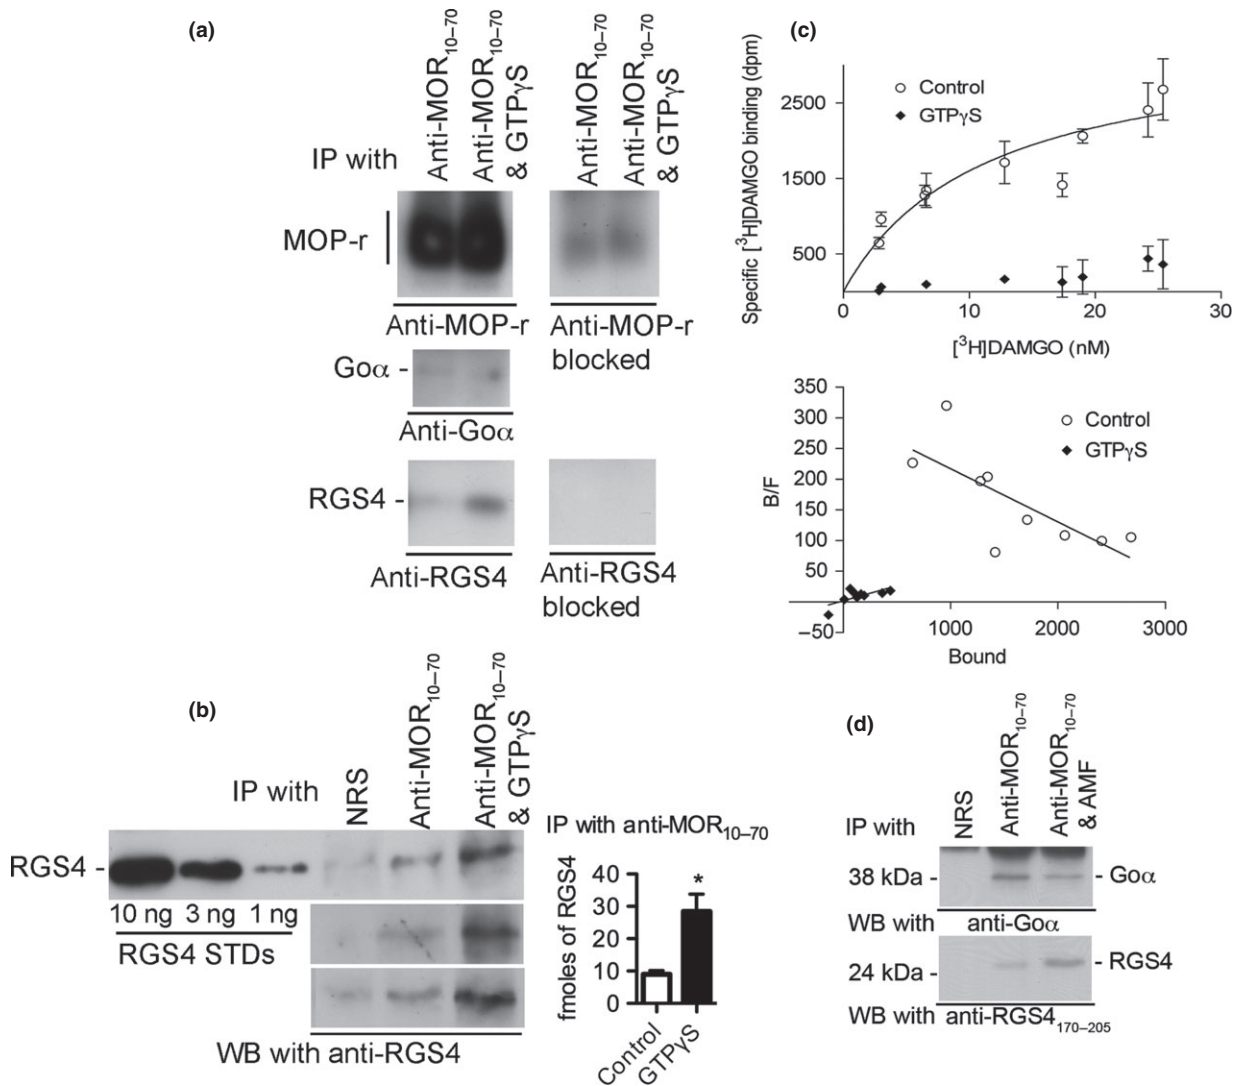 (a)
IP with
Anti-MOR10–70
Anti-MOR10–70
& GTPγS
Anti-MOR10–70
Anti-MOR10–70
& GTPγS
MOP-r
Anti-MOP-r
Anti-MOP-r
blocked
Goα -
Anti-Goα
RGS4 -
Anti-RGS4
Anti-RGS4
blocked
(c)
Specific [3H]DAMGO binding (dpm)
2500
1500
500
Control
GTPγS
0 10 20 30
[3H]DAMGO (nM)
B/F
350
300
250
200
150
100
50
–50
Control
GTPγS
1000 2000 3000
Bound
(b)
IP with
NRS
Anti-MOR10–70
Anti-MOR10–70
& GTPγS
RGS4 -
10 ng 3 ng 1 ng
RGS4 STDs
WB with anti-RGS4
IP with anti-MOR10–70
fmoles of RGS4
40
30
20
10
0
*
Control
GTPγS
(d)
IP with
NRS
Anti-MOR10–70
Anti-MOR10–70
& AMF
38 kDa -
- Goα
WB with anti-Goα
24 kDa -
- RGS4
WB with anti-RGS4170–205